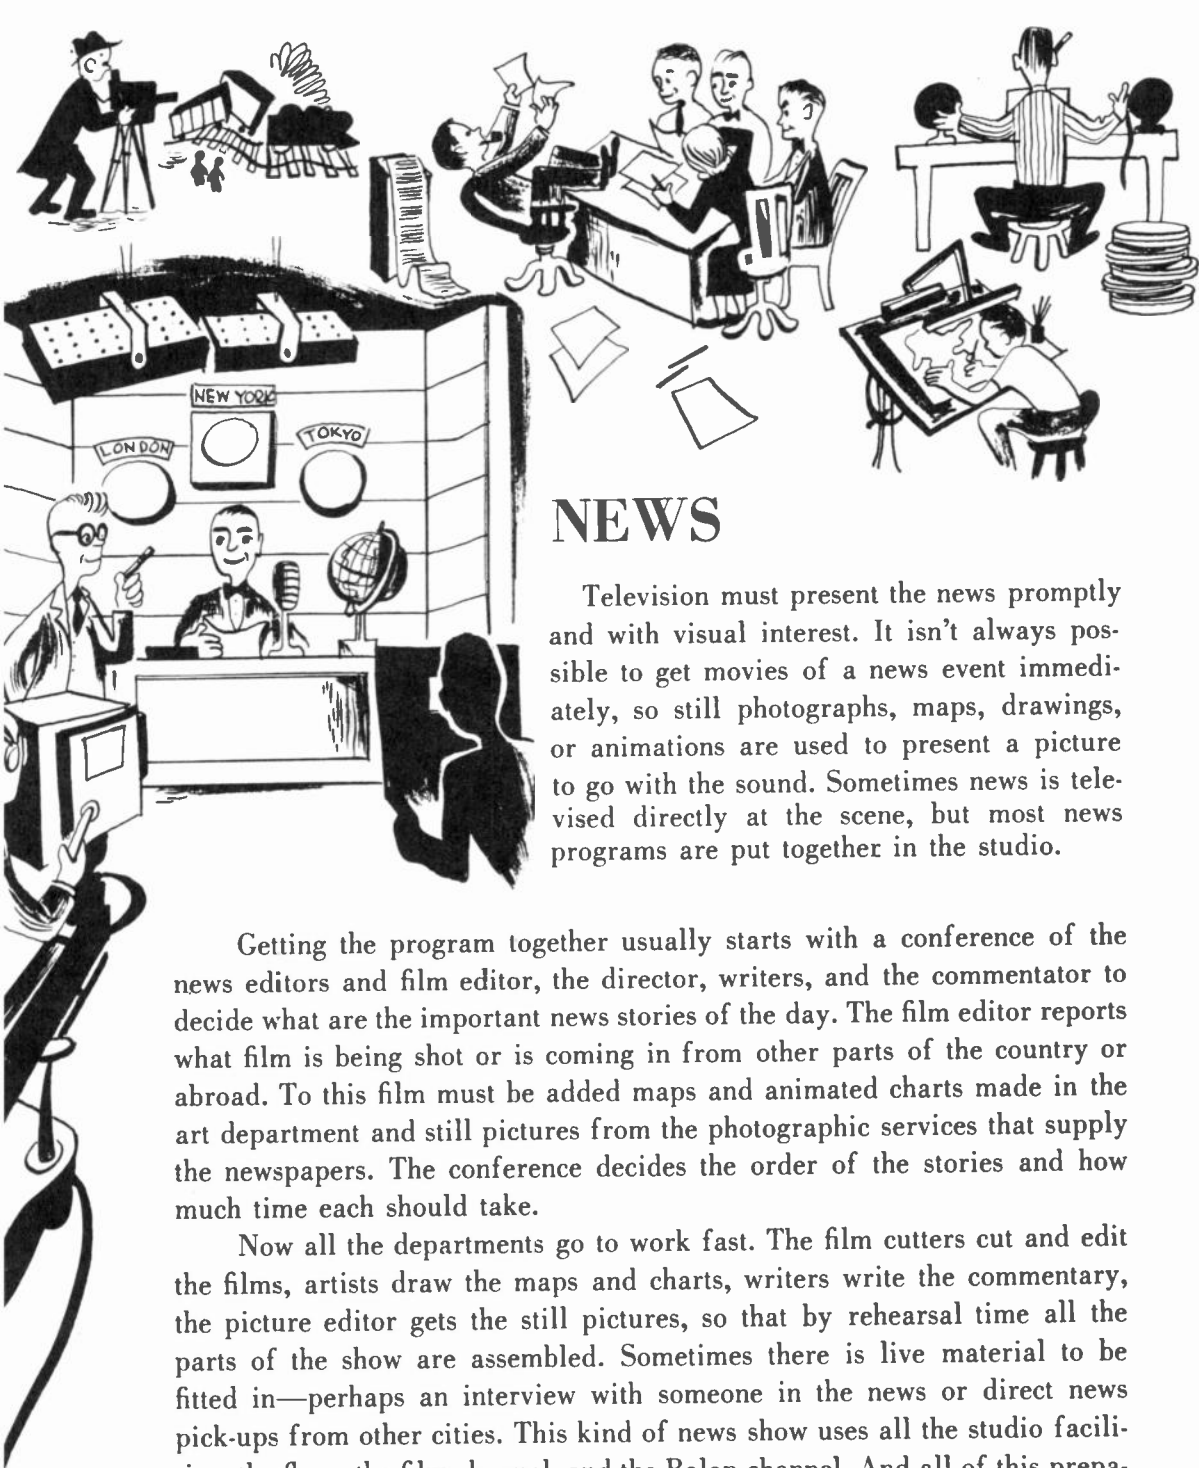 NEW YORK
LONDON
TOKYO
NEWS
Television must present the news promptly
and with visual interest. It isn't always pos-
sible to get movies of a news event immedi-
ately, so still photographs, maps, drawings,
or animations are used to present a picture
to go with the sound. Sometimes news is tele-
vised directly at the scene, but most news
programs are put together in the studio.
Getting the program together usually starts with a conference of the
news editors and film editor, the director, writers, and the commentator to
decide what are the important news stories of the day. The film editor reports
what film is being shot or is coming in from other parts of the country or
abroad. To this film must be added maps and animated charts made in the
art department and still pictures from the photographic services that supply
the newspapers. The conference decides the order of the stories and how
much time each should take.
Now all the departments go to work fast. The film cutters cut and edit
the films, artists draw the maps and charts, writers write the commentary,
the picture editor gets the still pictures, so that by rehearsal time all the
parts of the show are assembled. Sometimes there is live material to be
fitted in—perhaps an interview with someone in the news or direct news
pick-ups from other cities. This kind of news show uses all the studio facili-
and the Balop channel. And all of this prepa-